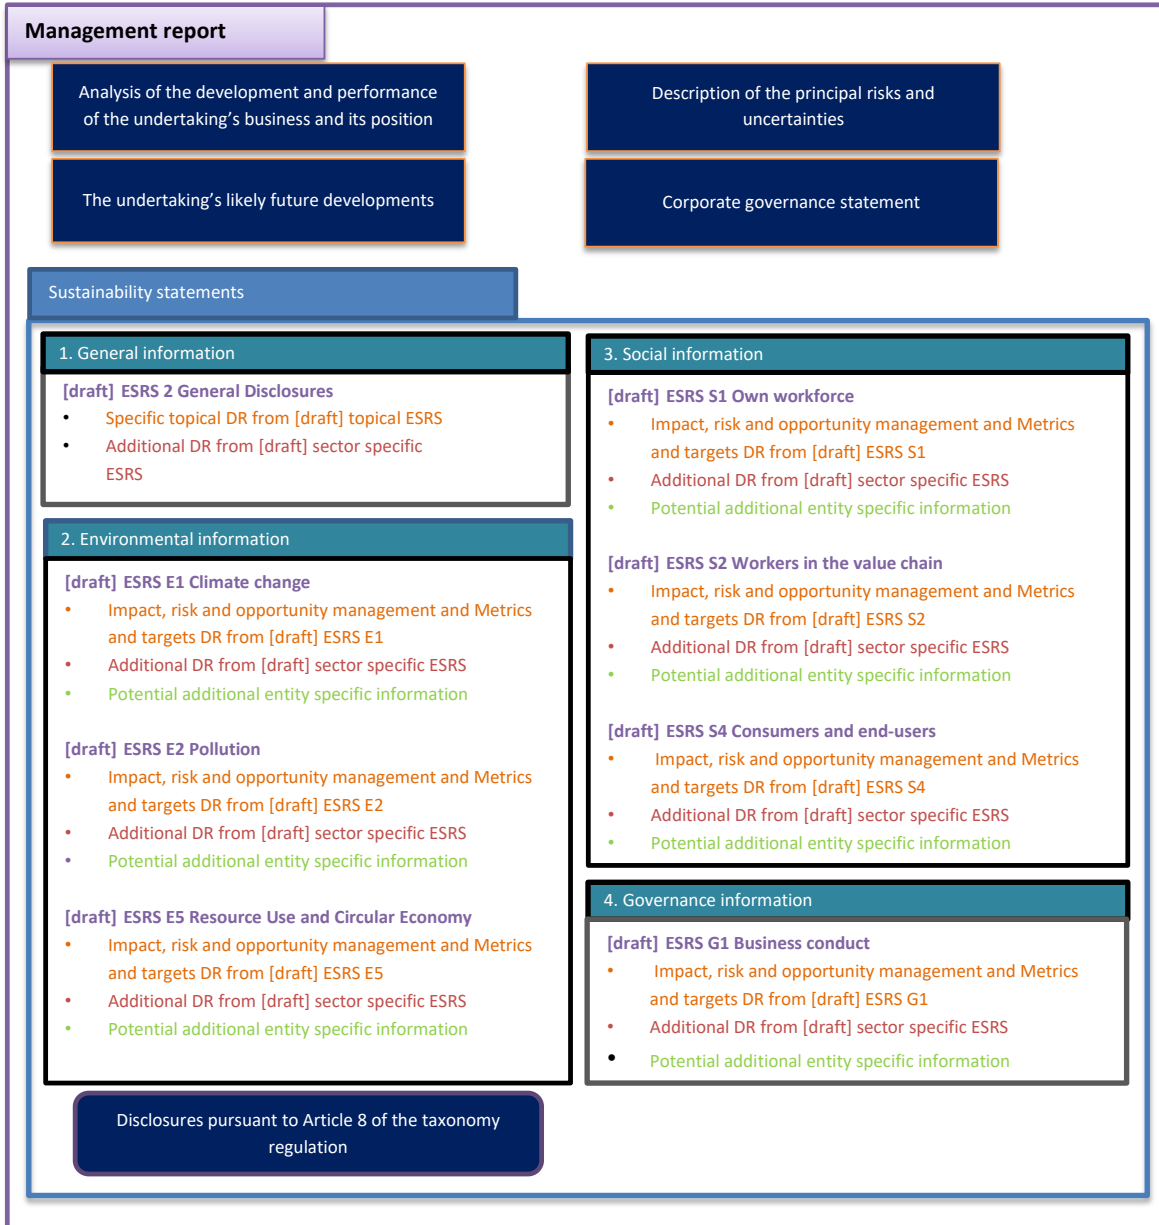 Management report
Analysis of the development and performance
of the undertaking’s business and its position
Description of the principal risks and
uncertainties
The undertaking’s likely future developments
Corporate governance statement
Sustainability statements
1. General information
[draft] ESRS 2 General Disclosures
• Specific topical DR from [draft] topical ESRS
• Additional DR from [draft] sector specific
ESRS
2. Environmental information
[draft] ESRS E1 Climate change
• Impact, risk and opportunity management and Metrics
and targets DR from [draft] ESRS E1
• Additional DR from [draft] sector specific ESRS
• Potential additional entity specific information
[draft] ESRS E2 Pollution
• Impact, risk and opportunity management and Metrics
and targets DR from [draft] ESRS E2
• Additional DR from [draft] sector specific ESRS
• Potential additional entity specific information
[draft] ESRS E5 Resource Use and Circular Economy
• Impact, risk and opportunity management and Metrics
and targets DR from [draft] ESRS E5
• Additional DR from [draft] sector specific ESRS
• Potential additional entity specific information
Disclosures pursuant to Article 8 of the taxonomy
regulation
3. Social information
[draft] ESRS S1 Own workforce
• Impact, risk and opportunity management and Metrics
and targets DR from [draft] ESRS S1
• Additional DR from [draft] sector specific ESRS
• Potential additional entity specific information
[draft] ESRS S2 Workers in the value chain
• Impact, risk and opportunity management and Metrics
and targets DR from [draft] ESRS S2
• Additional DR from [draft] sector specific ESRS
• Potential additional entity specific information
[draft] ESRS S4 Consumers and end-users
• Impact, risk and opportunity management and Metrics
and targets DR from [draft] ESRS S4
• Additional DR from [draft] sector specific ESRS
• Potential additional entity specific information
4. Governance information
[draft] ESRS G1 Business conduct
• Impact, risk and opportunity management and Metrics
and targets DR from [draft] ESRS G1
• Additional DR from [draft] sector specific ESRS
• Potential additional entity specific information